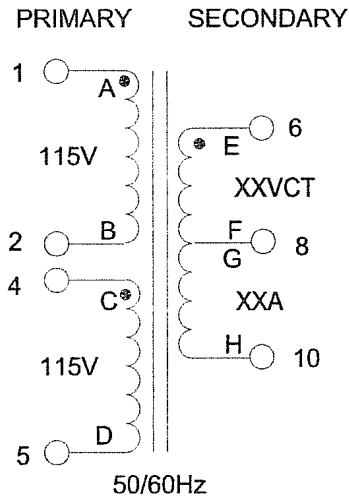 PRIMARY SECONDARY
1
A
6
E
115V
XXVCT
2 B
F
8
G
4
C
XXA
H 10
115V
D
5
50/60Hz